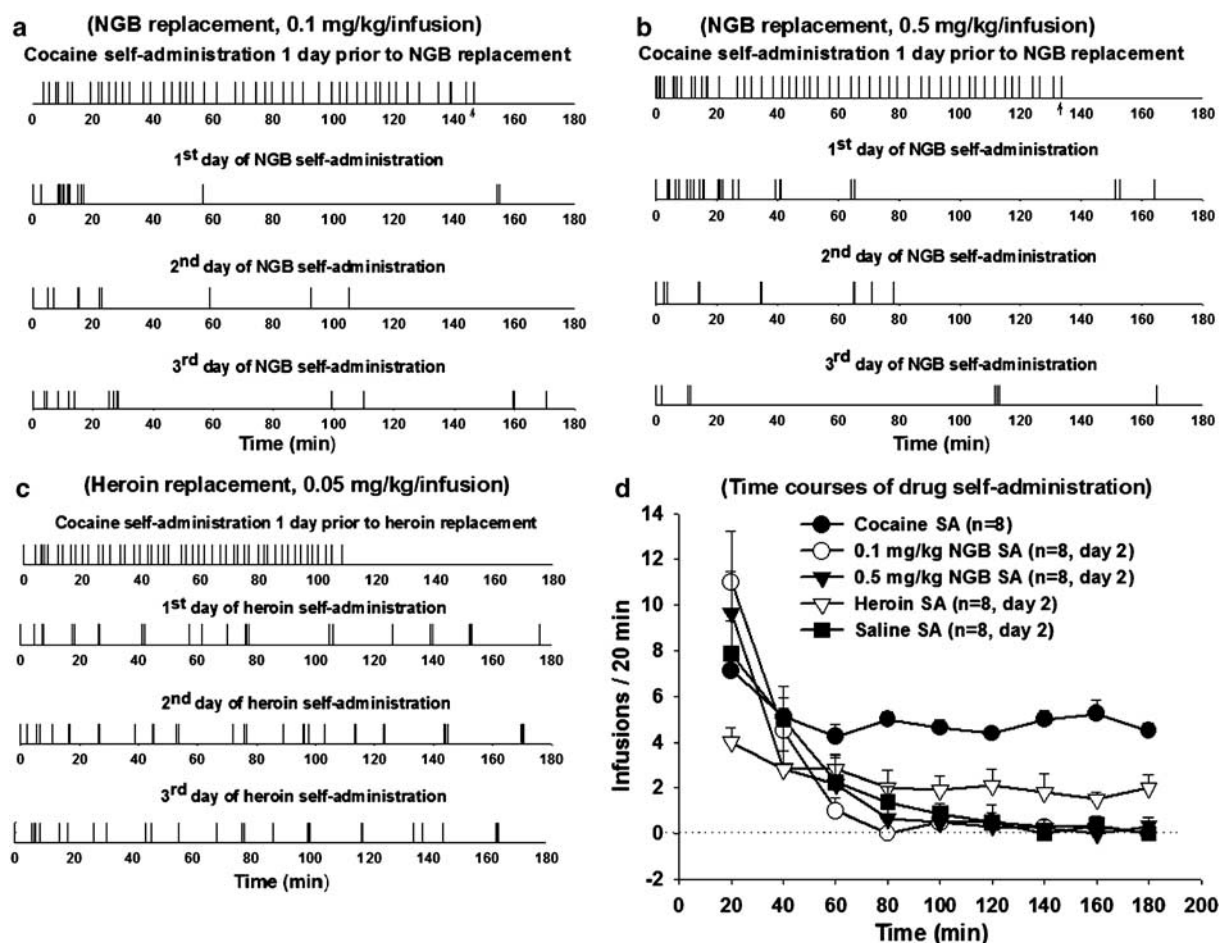 a (NGB replacement, 0.1 mg/kg/infusion)
Cocaine self-administration 1 day prior to NGB replacement
0 20 40 60 80 100 120 140 160 180
1st day of NGB self-administration
0 20 40 60 80 100 120 140 160 180
2nd day of NGB self-administration
0 20 40 60 80 100 120 140 160 180
3rd day of NGB self-administration
0 20 40 60 80 100 120 140 160 180
Time (min)
b (NGB replacement, 0.5 mg/kg/infusion)
Cocaine self-administration 1 day prior to NGB replacement
0 20 40 60 80 100 120 140 160 180
1st day of NGB self-administration
0 20 40 60 80 100 120 140 160 180
2nd day of NGB self-administration
0 20 40 60 80 100 120 140 160 180
3rd day of NGB self-administration
0 20 40 60 80 100 120 140 160 180
Time (min)
c (Heroin replacement, 0.05 mg/kg/infusion)
Cocaine self-administration 1 day prior to heroin replacement
0 20 40 60 80 100 120 140 160 180
1st day of heroin self-administration
0 20 40 60 80 100 120 140 160 180
2nd day of heroin self-administration
0 20 40 60 80 100 120 140 160 180
3rd day of heroin self-administration
0 20 40 60 80 100 120 140 160 180
Time (min)
d (Time courses of drug self-administration)
Cocaine SA (n=8)
0.1 mg/kg NGB SA (n=8, day 2)
0.5 mg/kg NGB SA (n=8, day 2)
Heroin SA (n=8, day 2)
Saline SA (n=8, day 2)
Infusions / 20 min
14
12
10
8
6
4
2
0
-2
0 20 40 60 80 100 120 140 160 180 200
Time (min)